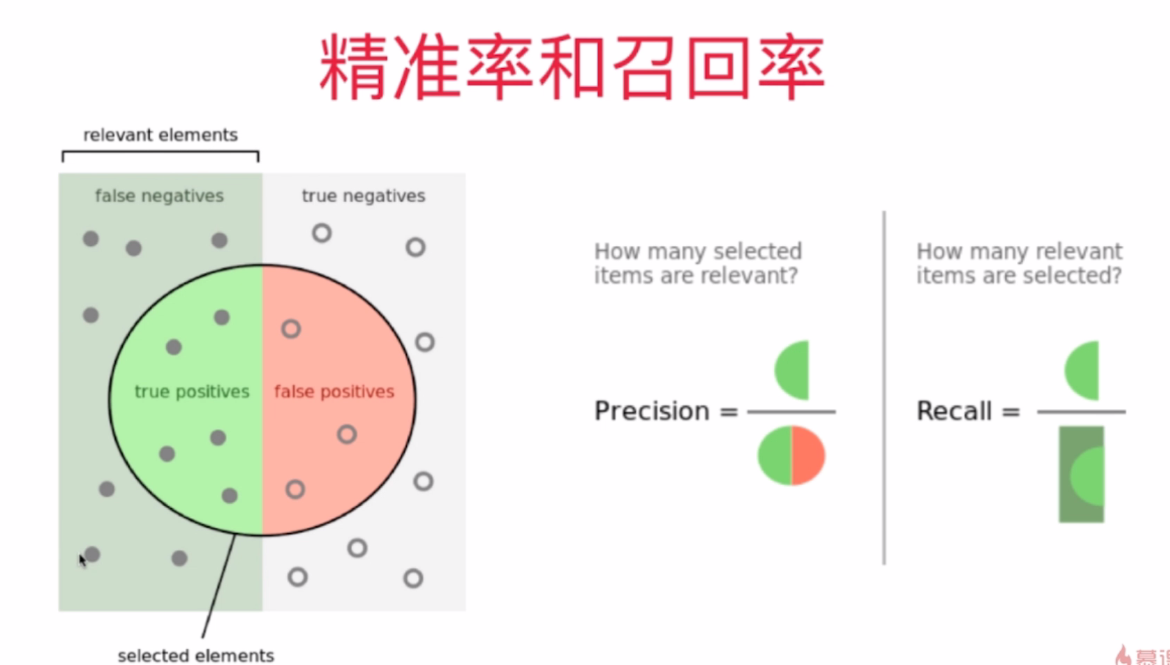 精准率和召回率
relevant elements
false negatives
true negatives
true positives
false positives
selected elements
How many selected
items are relevant?
Precision =
How many relevant
items are selected?
Recall =
慕课